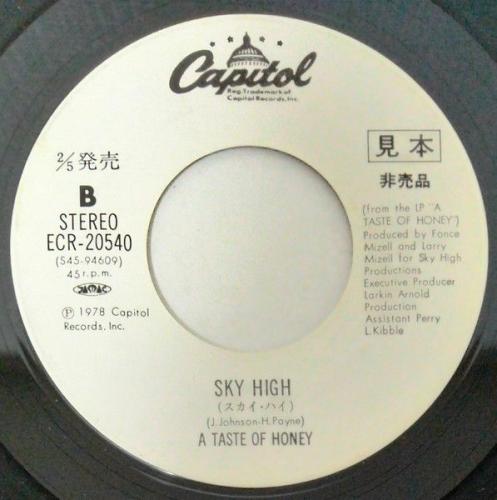 Capitol
Reg. Trademark of
Capitol Records, Inc.
2/5発売
B
STEREO
ECR-20540
(S45-94609)
45 r.p.m.
℗ 1978 Capitol
Records, Inc.
見本
非売品
(from the LP "A
TASTE OF HONEY")
Produced by Fonce
Mizell and Larry
Mizell for Sky High
Productions
Executive Producer
Larkin Arnold
Production
Assistant Perry
L.Kibble
SKY HIGH
(スカイ・ハイ)
(J.Johnson-H.Payne)
A TASTE OF HONEY